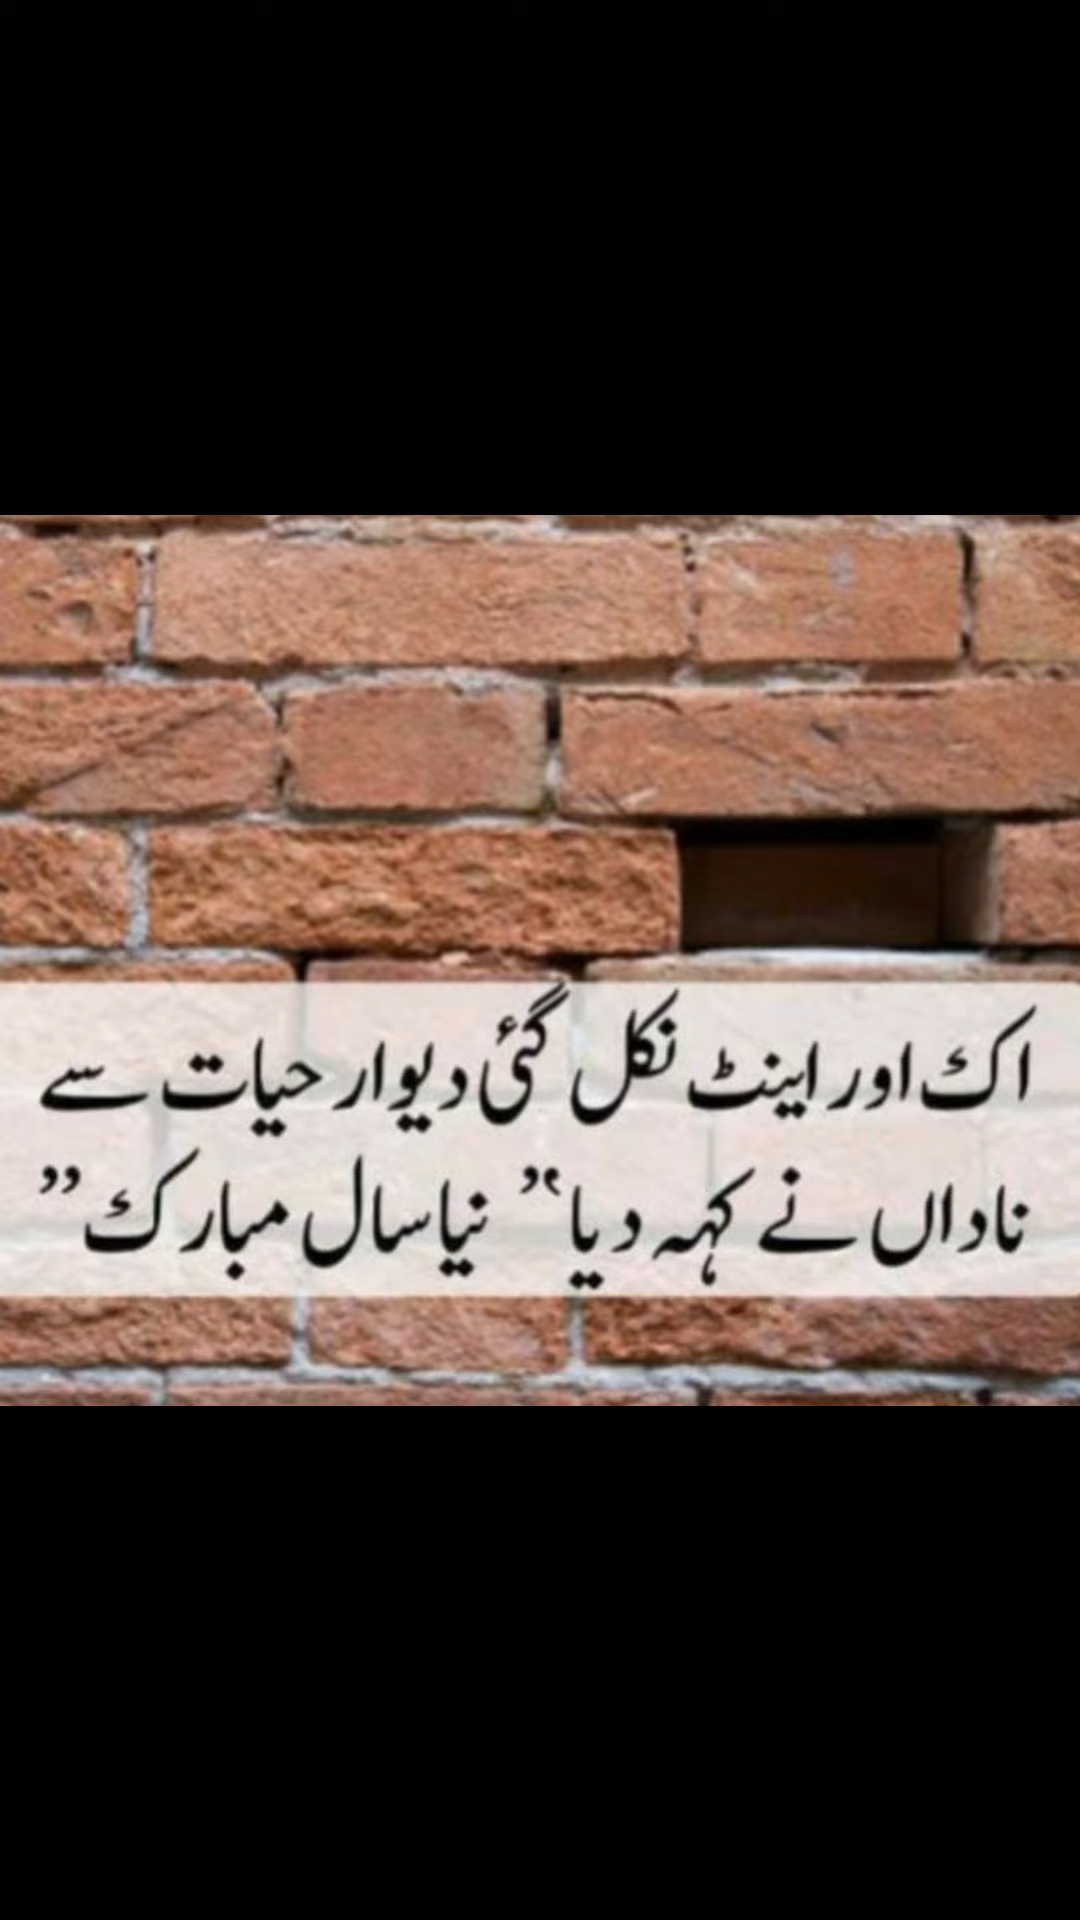 اک اور اینٹ نکل گئی دیوار حیات سے
ناداں نے کہہ دیا “ نیا سال مبارک ”